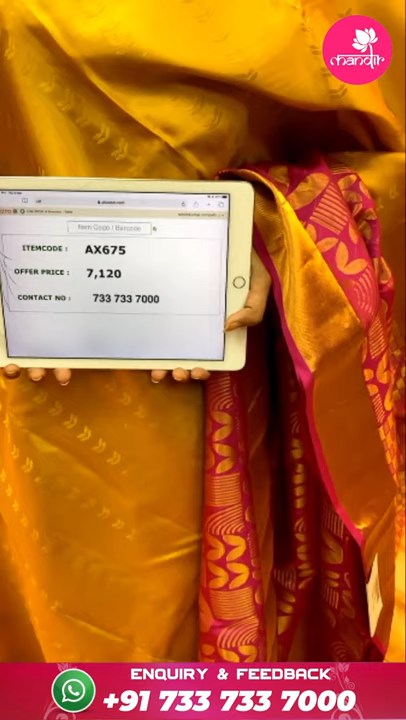 mandir
Item Code / Barcode
ITEMCODE : AX675
OFFER PRICE : 7,120
CONTACT NO : 733 733 7000
ENQUIRY & FEEDBACK
+91 733 733 7000